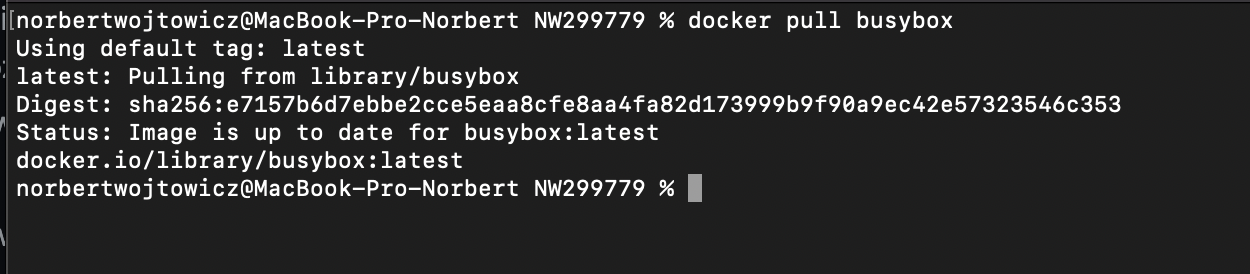 [norbertwojtowicz@MacBook-Pro-Norbert NW299779 % docker pull busybox
Using default tag: latest
latest: Pulling from library/busybox
Digest: sha256:e7157b6d7ebbe2cce5eaa8cfe8aa4fa82d173999b9f90a9ec42e57323546c353
Status: Image is up to date for busybox:latest
docker.io/library/busybox:latest
norbertwojtowicz@MacBook-Pro-Norbert NW299779 %